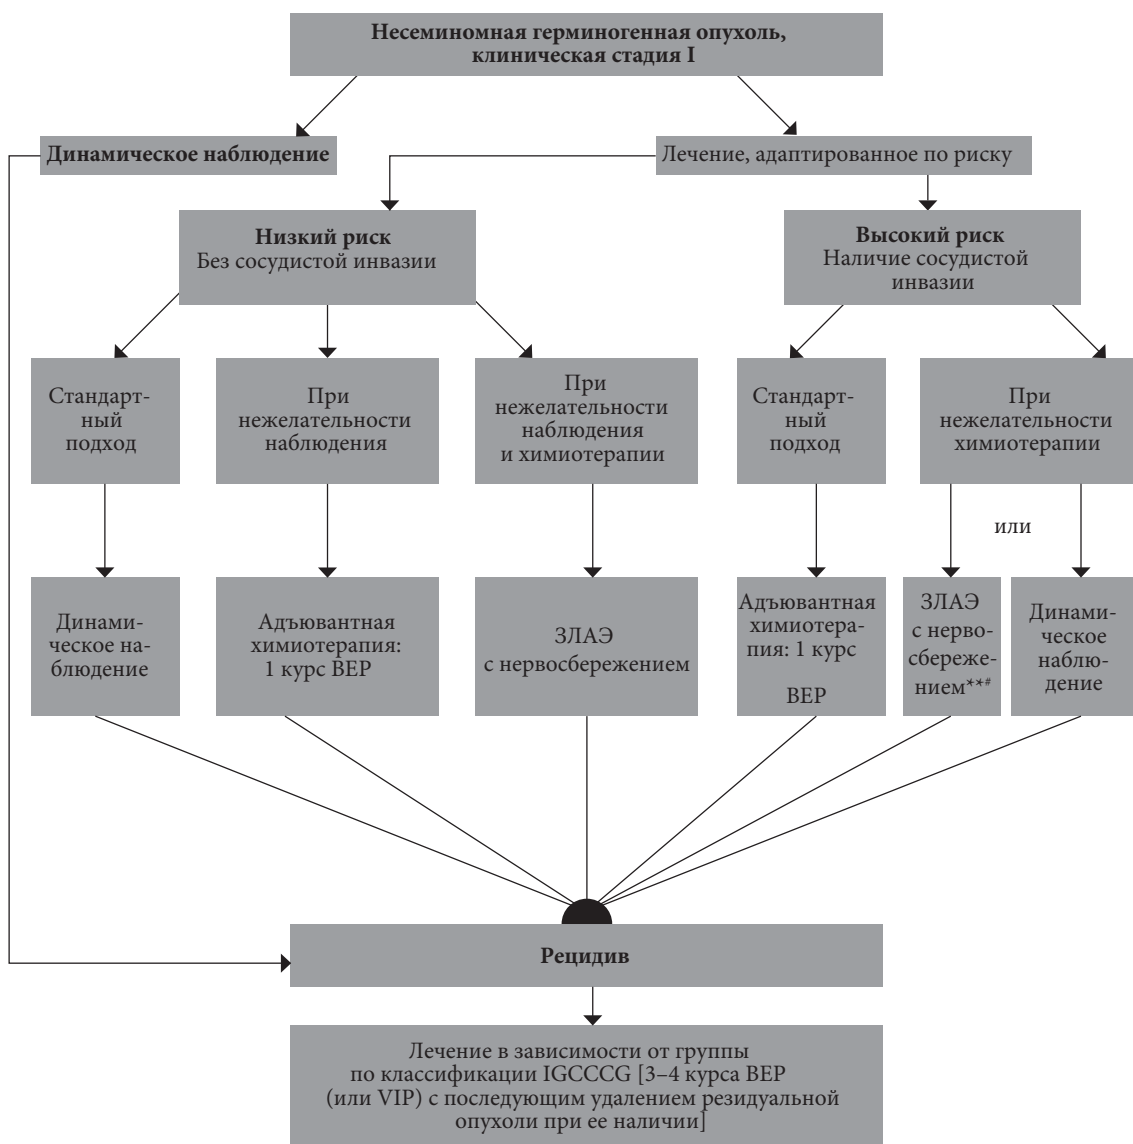 Несеминомная герминогенная опухоль,
клиническая стадия I
Динамическое наблюдение
Лечение, адаптированное по риску
Низкий риск
Без сосудистой инвазии
Высокий риск
Наличие сосудистой
инвазии
Стандарт-
ный
подход
При
нежелательности
наблюдения
При
нежелательности
наблюдения
и химиотерапии
Стандарт-
ный
подход
При
нежелательности
химиотерапии
или
Динами-
ческое на-
блюдение
Адъювантная
химиотерапия:
1 курс BEP
ЗЛАЭ
с нервосбережением
Адъювантная
химиотера-
пия: 1 курс
BEP
ЗЛАЭ
с нерво-
сбереже-
нием**#
Динами-
ческое
наблю-
дение
Рецидив
Лечение в зависимости от группы
по классификации IGCCCG [3–4 курса BEP
(или VIP) с последующим удалением резидуальной
опухоли при ее наличии]